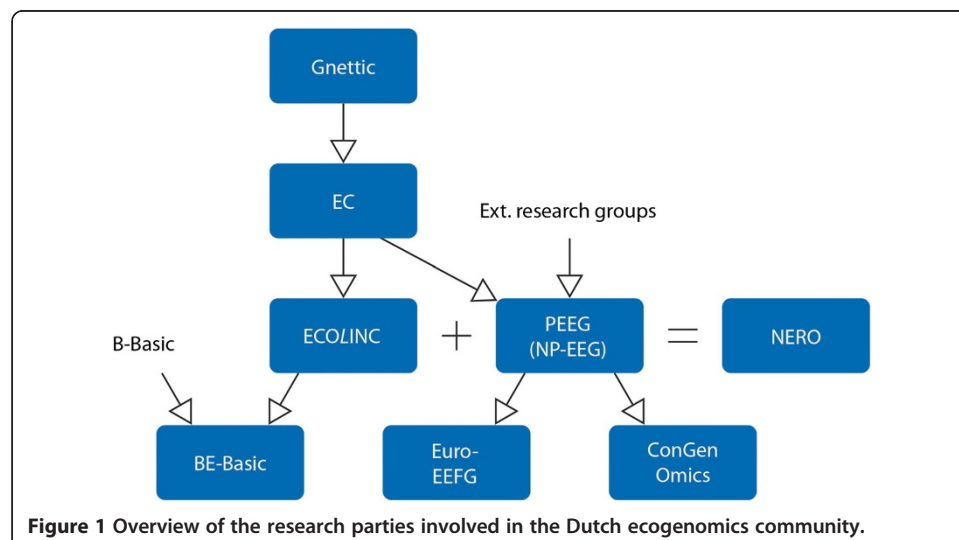 Gnettic
EC
Ext. research groups
ECOLINC
+
PEEG
(NP-EEG)
=
NERO
B-Basic
BE-Basic
Euro-
EEFG
ConGen
Omics
Figure 1 Overview of the research parties involved in the Dutch ecogenomics community.